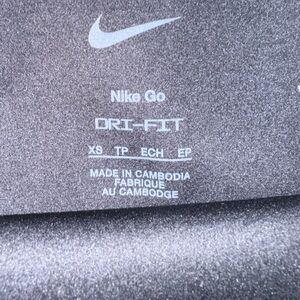 Nike Go
DRI-FIT
XS TP ECH EP
MADE IN CAMBODIA
FABRIQUE
AU CAMBODGE